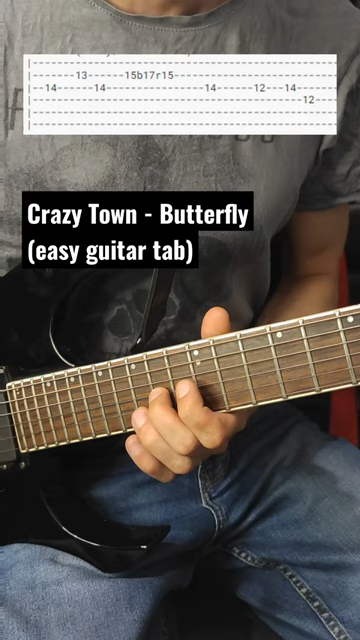 |----------------------------------------------------
|-------13------15b17r15--------------------------
|--14------14----------------14------12---14------
|--------------------------------------------12---
|----------------------------------------------------
|----------------------------------------------------
Crazy Town - Butterfly
(easy guitar tab)